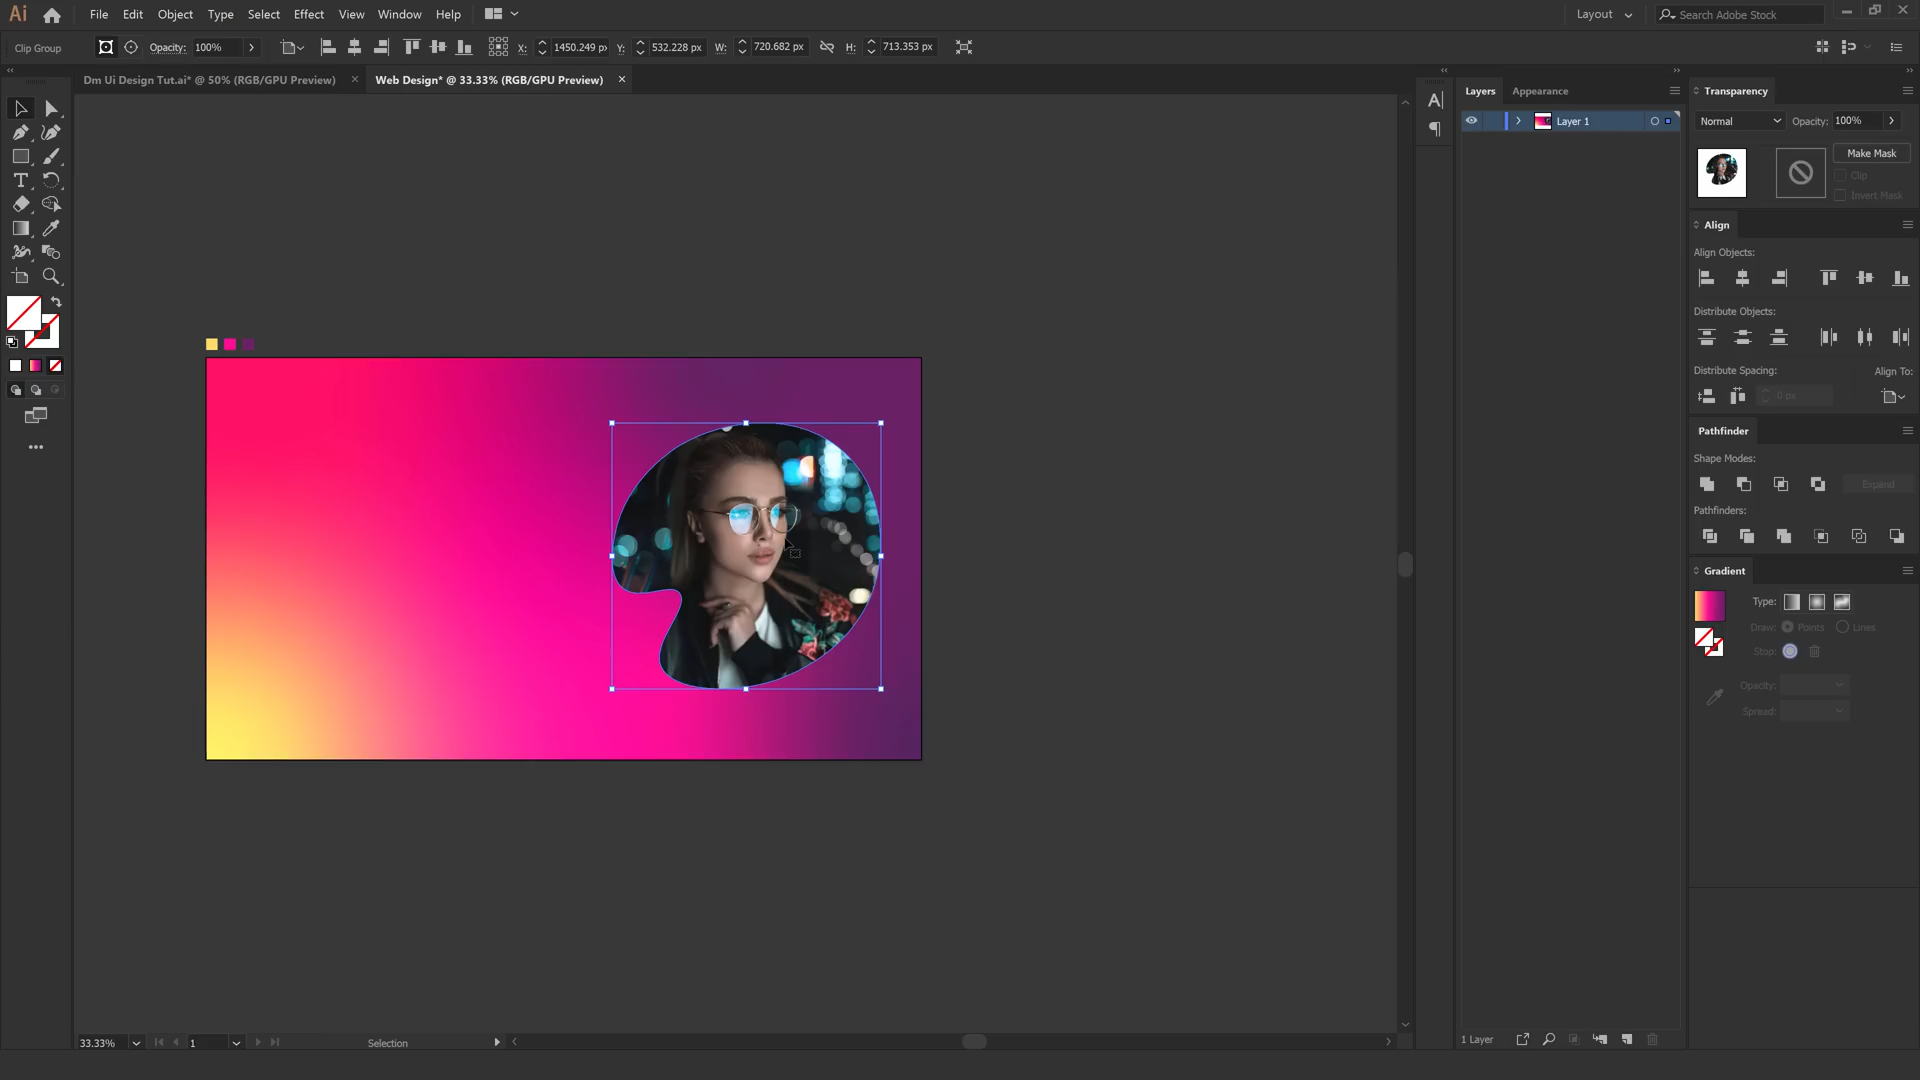 Ai File Edit Object Type Select Effect View Window Help Layout Search Adobe Stock
Clip Group Opacity: 100% X: 1450.249 px Y: 532.228 px W: 720.682 px H: 713.353 px
Dm Ui Design Tut.ai* @ 50% (RGB/GPU Preview) × Web Design* @ 33.33% (RGB/GPU Preview) ×
Layers Appearance
Layer 1
Transparency
Normal Opacity: 100%
Make Mask
Clip
Invert Mask
Align
Align Objects:
Distribute Objects:
Distribute Spacing: Align To:
0 px
Pathfinder
Shape Modes:
Expand
Pathfinders:
Gradient
Type:
Draw: Points Lines
Stop:
Opacity:
Spread:
33.33% 1 Selection
1 Layer